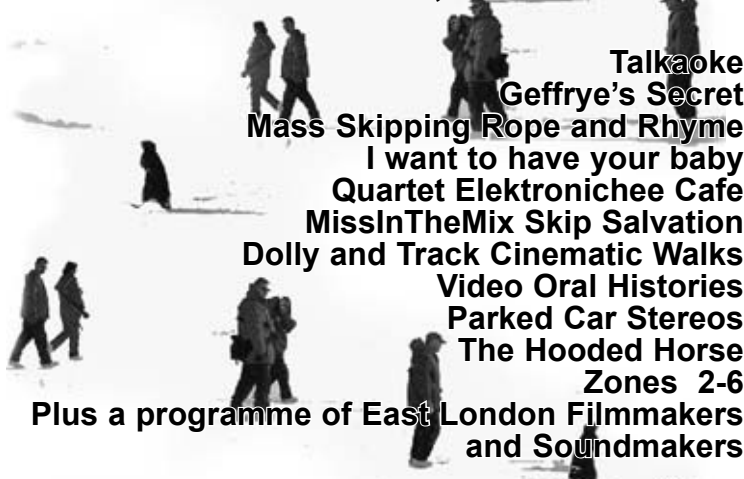 Talkaoke
Geffrye's Secret
Mass Skipping Rope and Rhyme
I want to have your baby
Quartet Elektronichee Cafe
MissInTheMix Skip Salvation
Dolly and Track Cinematic Walks
Video Oral Histories
Parked Car Stereos
The Hooded Horse
Zones  2-6
Plus a programme of East London Filmmakers
and Soundmakers